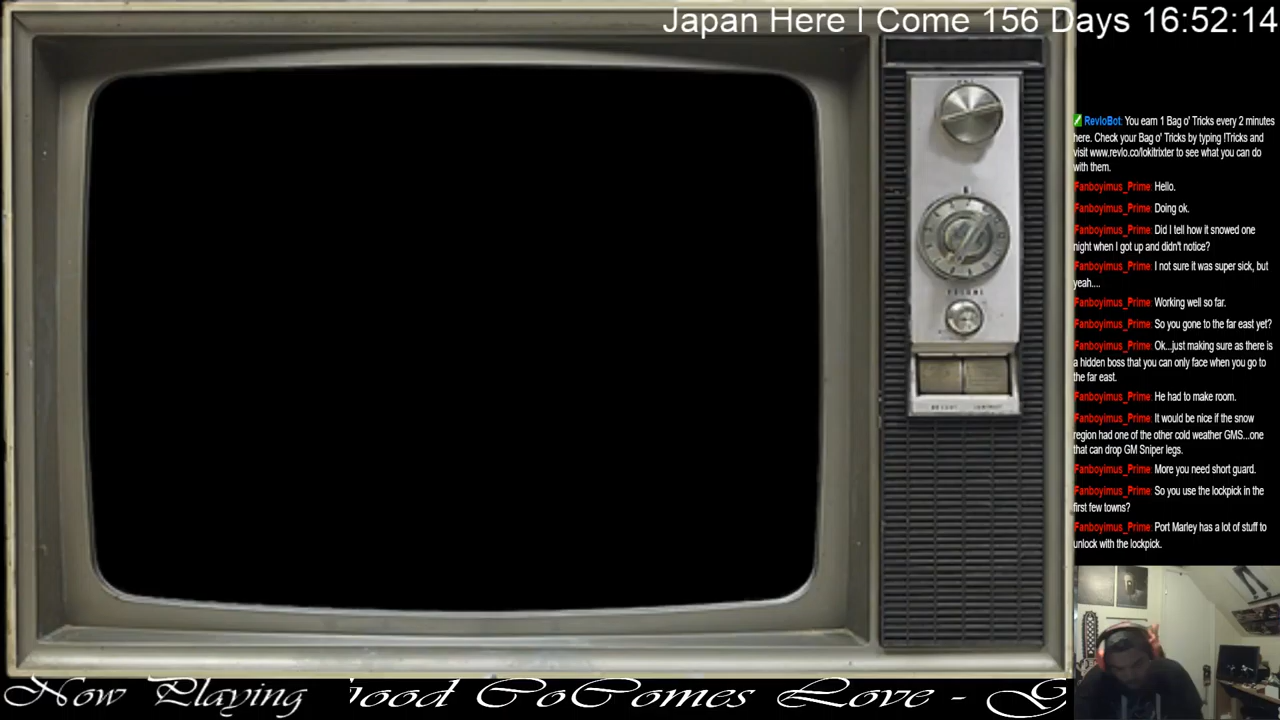 Japan Here I Come 156 Days 16:52:14
RevloBot: You earn 1 Bag o' Tricks every 2 minutes
here. Check your Bag o' Tricks by typing !Tricks and
visit www.revlo.co/lokitrixter to see what you can do
with them.
Fanboyimus_Prime: Hello.
Fanboyimus_Prime: Doing ok.
Fanboyimus_Prime: Did I tell how it snowed one
night when I got up and didn't notice?
Fanboyimus_Prime: I not sure it was super sick, but
yeah....
Fanboyimus_Prime: Working well so far.
Fanboyimus_Prime: So you gone to the far east yet?
Fanboyimus_Prime: Ok...just making sure as there is
a hidden boss that you can only face when you go to
the far east.
Fanboyimus_Prime: He had to make room.
Fanboyimus_Prime: It would be nice if the snow
region had one of the other cold weather GMS...one
that can drop GM Sniper legs.
Fanboyimus_Prime: More you need short guard.
Fanboyimus_Prime: So you use the lockpick in the
first few towns?
Fanboyimus_Prime: Port Marley has a lot of stuff to
unlock with the lockpick.
VOLUME
Now Playing
CoComes Love - G